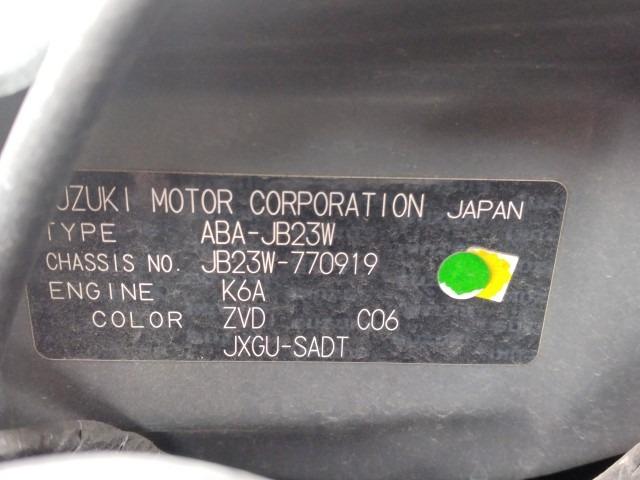 UZUKI MOTOR CORPORATION JAPAN
TYPE ABA-JB23W
CHASSIS NO. JB23W-770919
ENGINE K6A
COLOR ZVD C06
JXGU-SADT